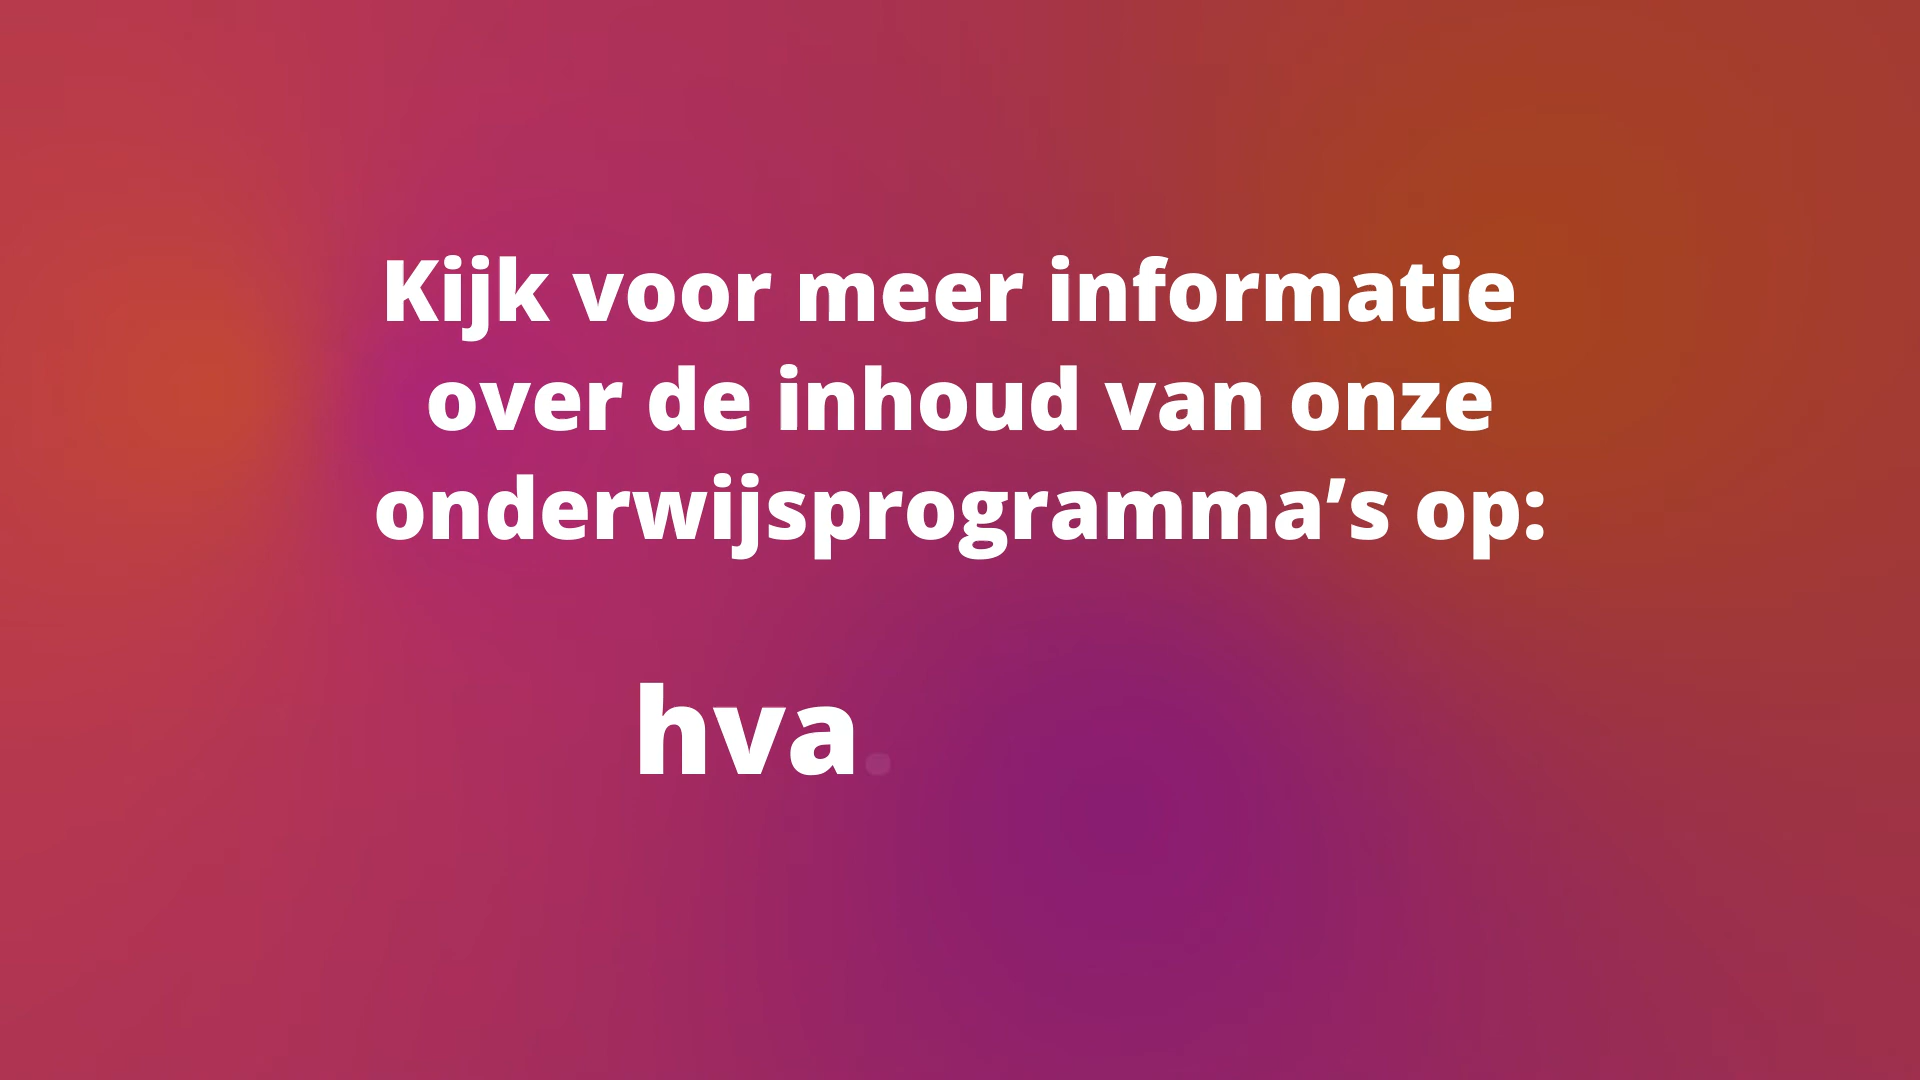 Kijk voor meer informatie
over de inhoud van onze
onderwijsprogramma’s op:
hva.